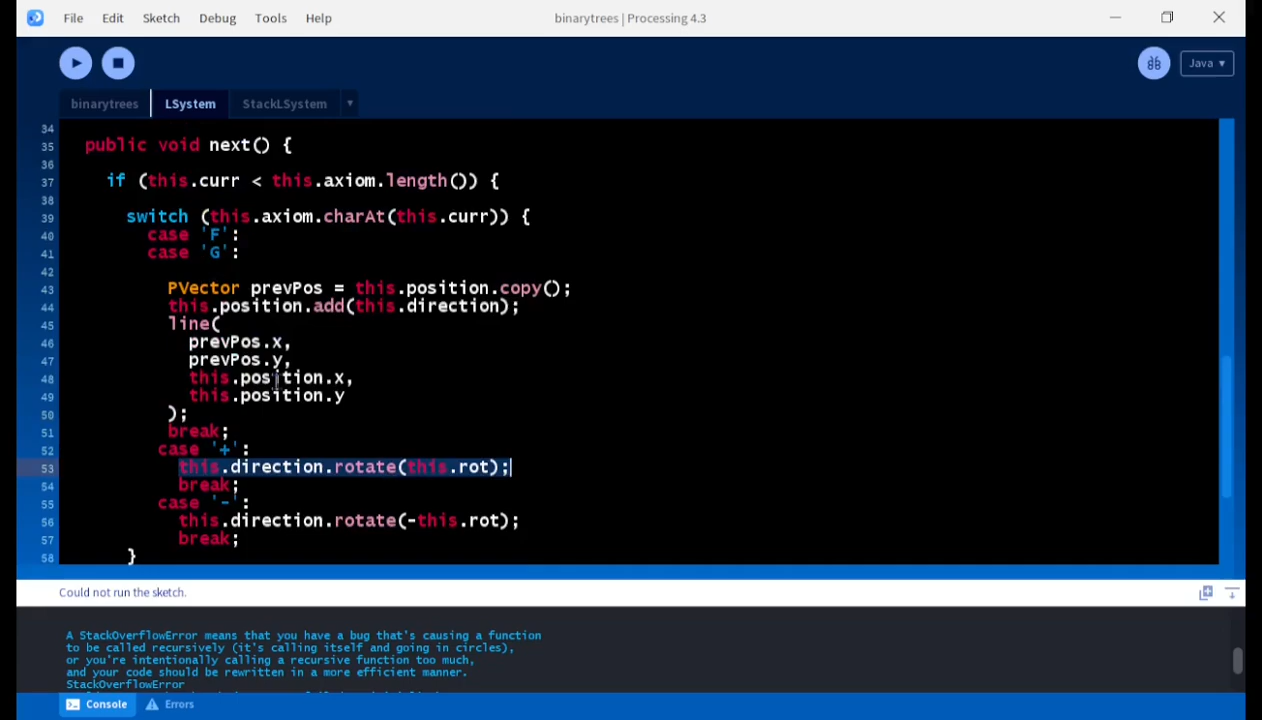 File Edit Sketch Debug Tools Help binarytrees | Processing 4.3
Java ▾
binarytrees LSystem StackLSystem ▾
34
35 public void next() {
36
37 if (this.curr < this.axiom.length()) {
38
39 switch (this.axiom.charAt(this.curr)) {
40 case 'F':
41 case 'G':
42
43 PVector prevPos = this.position.copy();
44 this.position.add(this.direction);
45 line(
46 prevPos.x,
47 prevPos.y,
48 this.position.x,
49 this.position.y
50 );
51 break;
52 case '+':
53 this.direction.rotate(this.rot);
54 break;
55 case '-':
56 this.direction.rotate(-this.rot);
57 break;
58 }
Could not run the sketch.
A StackOverflowError means that you have a bug that's causing a function
to be called recursively (it's calling itself and going in circles),
or you're intentionally calling a recursive function too much,
and your code should be rewritten in a more efficient manner.
StackOverflowError
Console Errors